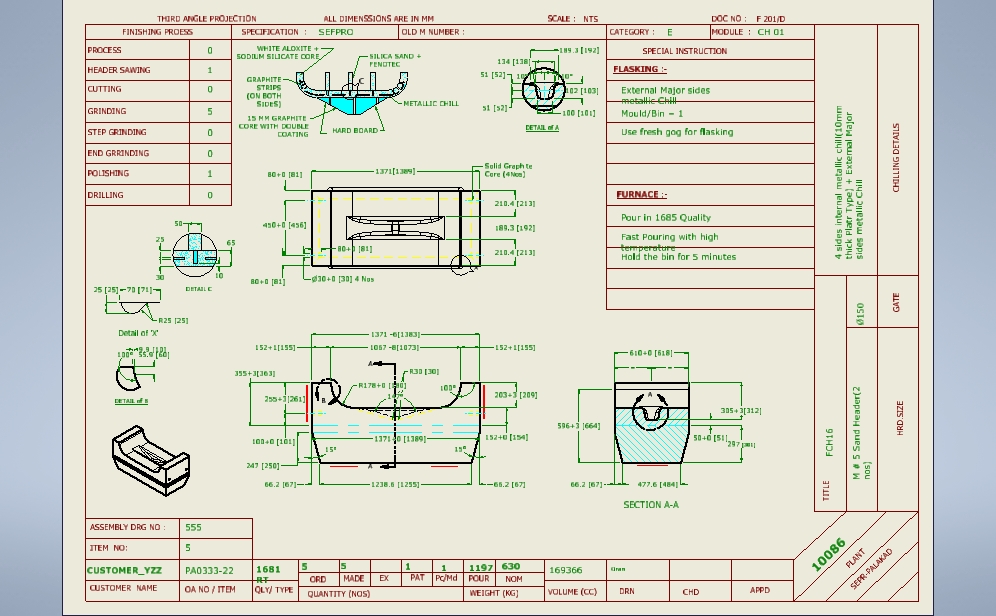 THIRD ANGLE PROJECTION
ALL DIMENSSIONS ARE IN MM
SCALE : NTS
DOC NO : F 201/D
FINISHING PROESS
SPECIFICATION : SEFPRO
OLD M NUMBER :
CATEGORY : E
MODULE : CH 01
PROCESS 0
HEADER SAWING 1
CUTTING 0
GRINDING 5
STEP GRINDING 0
END GRRINDING 0
POLISHING 1
DRILLING 0
WHITE ALOXITE +
SODIUM SILICATE CORE
SILICA SAND +
FENOTEC
GRAPHITE
STRIPS
(ON BOTH
SIDES)
METALLIC CHILL
15 MM GRAPHITE
CORE WITH DOUBLE
COATING
HARD BOARD
C
189.3 [192]
134 [138]
51 [52]
102 [103]
51 [52]
100 [101]
DETAIL of A
SPECIAL INSTRUCTION
FLASKING :-
External Major sides
metallic Chill
Mould/Bin = 1
Use fresh gog for flasking
FURNACE :-
Pour in 1685 Quality
Fast Pouring with high
temperature
Hold the bin for 5 minutes
4 sides internal metallic chill(10mm
thick Platr Type) + External Major
sides metallic Chill
CHILLING DETAILS
Ø150
GATE
TITLE
FCH16
M # 5 Sand Header(2
nos)
HRD.SIZE
Solid Graphite
Core (4Nos)
1371[1389]
80+0 [81]
210.4 [213]
450+0 [456]
189.3 [192]
80+0 [81]
210.4 [213]
80+0 [81]
Ø30+0 [30] 4 Nos
50
25
65
30
10
DETAIL C
25 [25]
70 [71]
R25 [25]
Detail of 'X'
100°
55.9 [60]
DETAIL of B
1371 -6[1383]
152+1[155]
1067 -8[1073]
152+1[155]
355+3[363]
A
R30 [30]
R178+0 [180]
100°
B
255+3[261]
203+3 [209]
100+0 [101]
1371+0 [1389]
152+0 [154]
15°
15°
247 [250]
A
66.2 [67]
1238.6 [1255]
66.2 [67]
610+0 [618]
A
596+3 [664]
305+3[312]
50+0 [51]
297 [301]
66.2 [67]
477.6 [484]
SECTION A-A
ASSEMBLY DRG NO : 555
ITEM NO: 5
CUSTOMER_YZZ
PA0333-22
1681
RT
5
5
1
1
1197
630
169366
Kiran
ORD
MADE
EX
PAT
Pc/Md
POUR
NOM
CUSTOMER NAME
OA NO / ITEM
QLY/ TYPE
QUANTITY (NOS)
WEIGHT (KG)
VOLUME (CC)
DRN
CHD
APPD
10086
PLANT
SEPR-PALAKAD